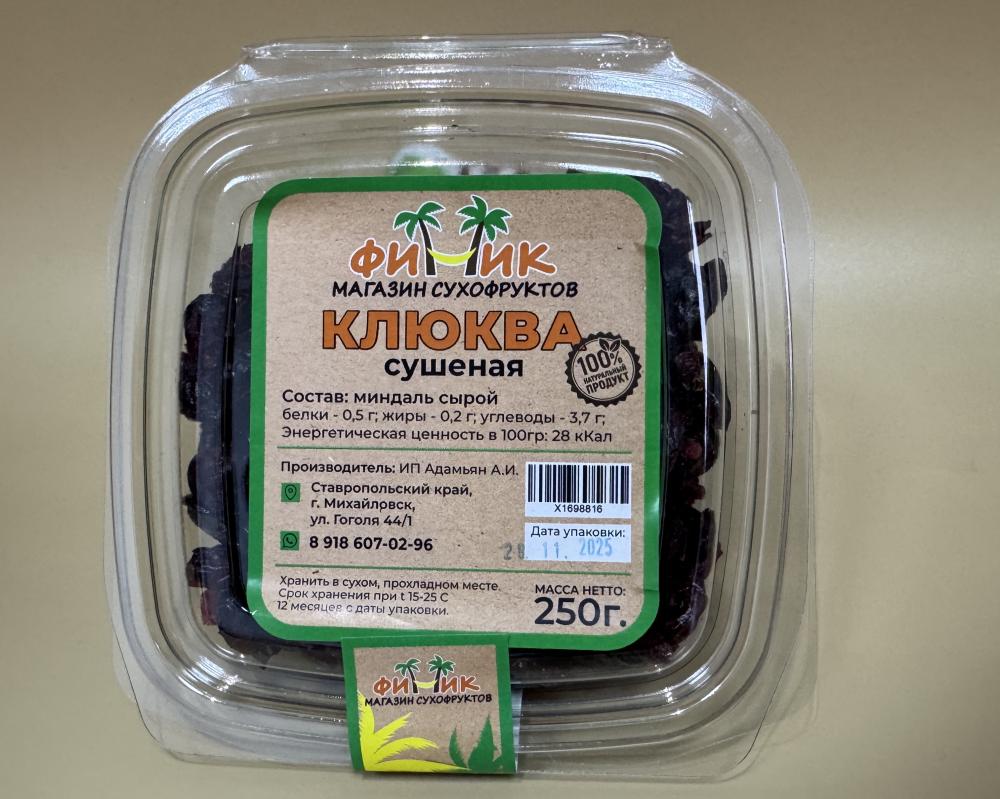 ФИНИК
МАГАЗИН СУХОФРУКТОВ
КЛЮКВА
сушеная
100%
НАТУРАЛЬНЫЙ
ПРОДУКТ
Состав: миндаль сырой
белки - 0,5 г; жиры - 0,2 г; углеводы - 3,7 г;
Энергетическая ценность в 100гр: 28 кКал
Производитель: ИП Адамьян А.И.
Ставропольский край,
г. Михайловск,
ул. Гоголя 44/1
8 918 607-02-96
X1698816
Дата упаковки:
11. 2025
Хранить в сухом, прохладном месте.
Срок хранения при t 15-25 С
12 месяцев с даты упаковки.
МАССА НЕТТО:
250г.
ФИНИК
МАГАЗИН СУХОФРУКТОВ